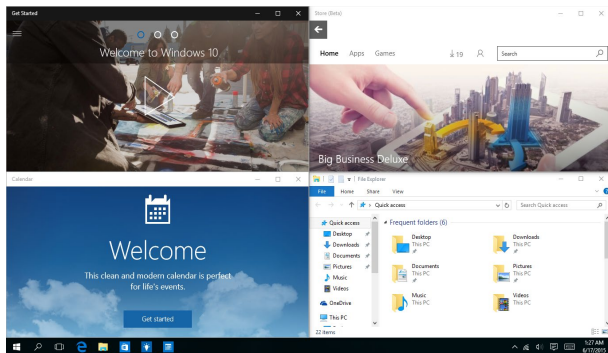 Get Started
Welcome to Windows 10
Store (Beta)
Home Apps Games 19 Search
Big Business Deluxe
Calendar
Welcome
This clean and modern calendar is perfect
for life's events.
Get started
File Explorer
File Home Share View
Quick access Search Quick access
Quick access
Desktop
Downloads
Documents
Pictures
Music
Videos
OneDrive
This PC
Frequent folders (6)
Desktop
This PC
Downloads
This PC
Documents
This PC
Pictures
This PC
Music
This PC
Videos
This PC
22 items
1:27 AM
6/17/2015